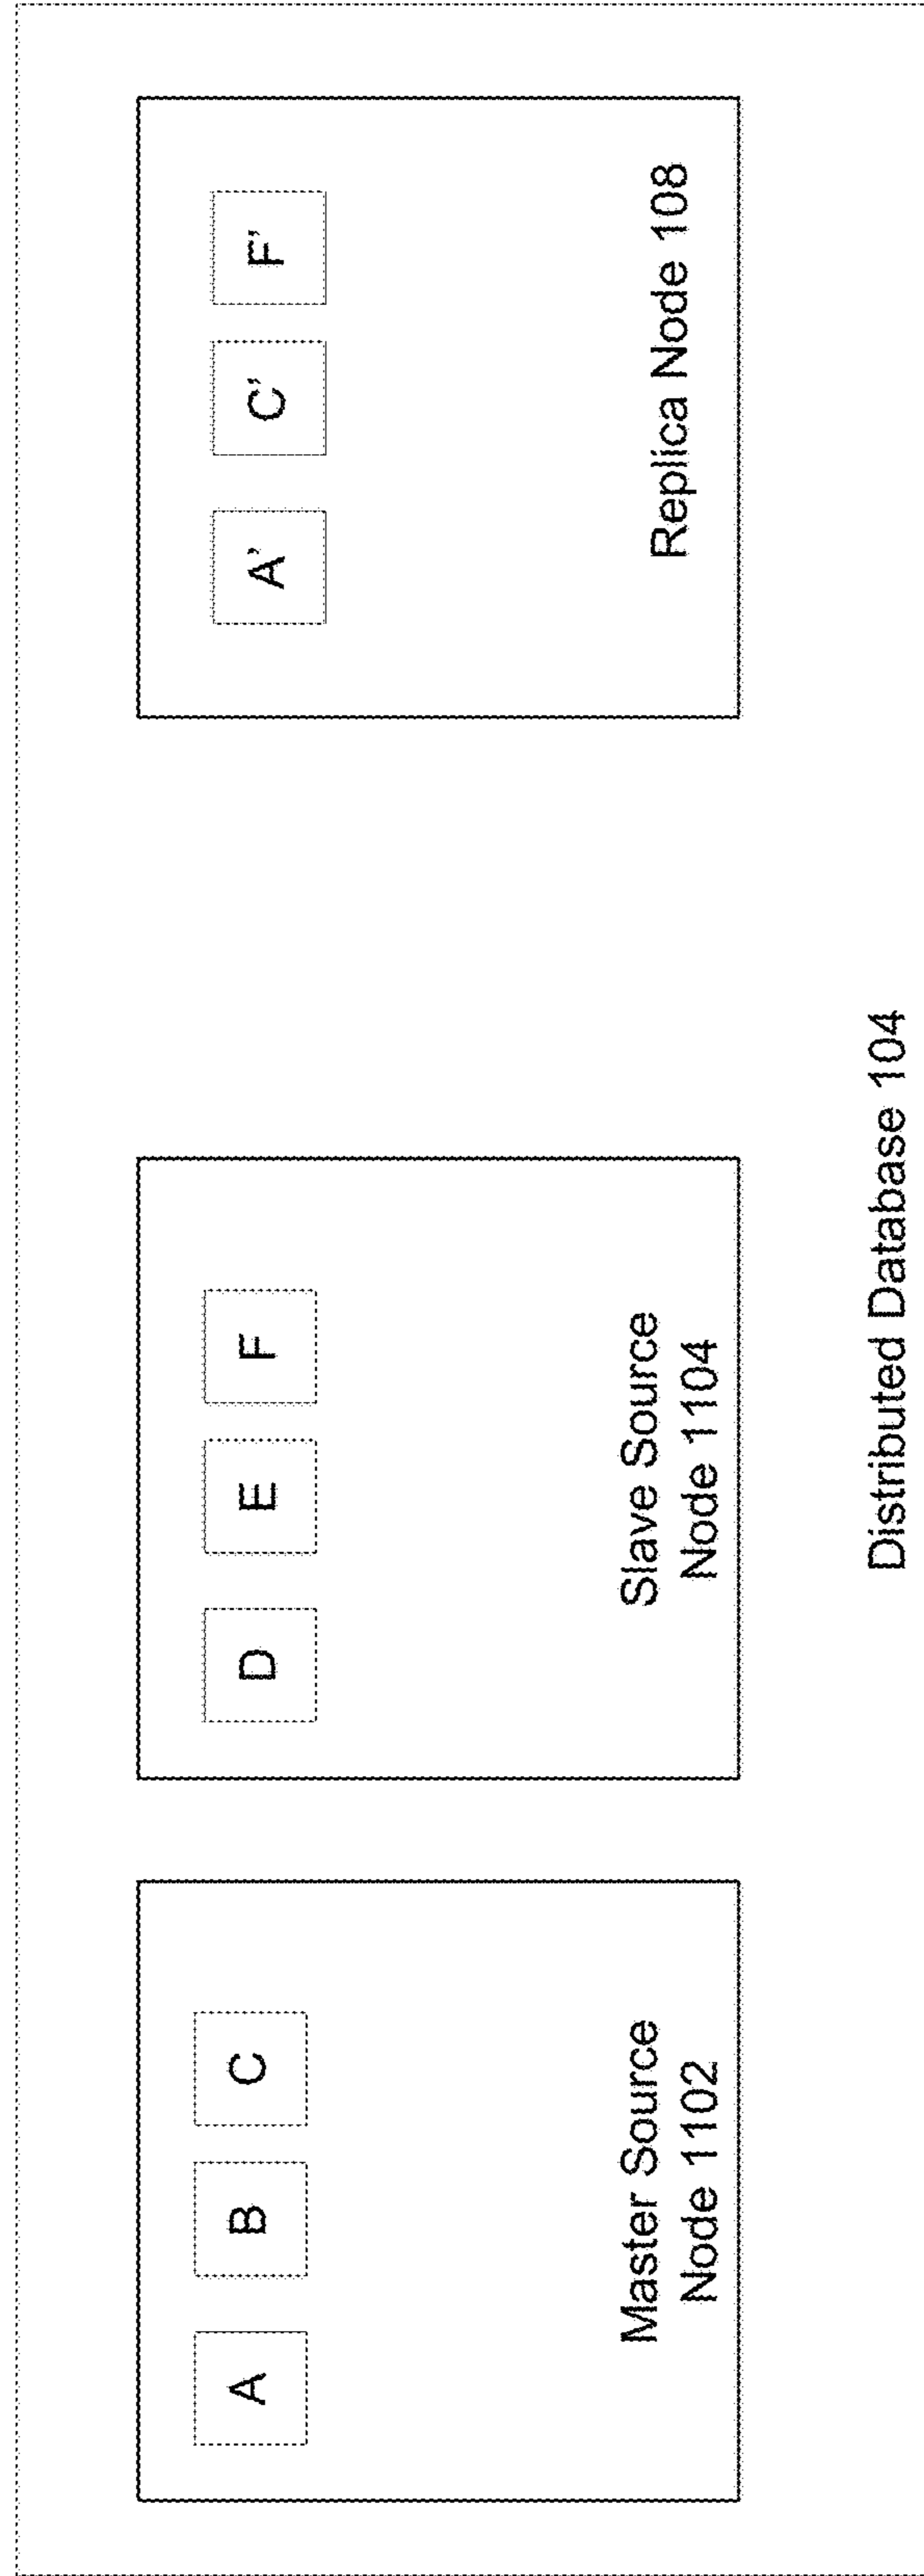 A
B
C
Master Source
Node 1102
D
E
F
Slave Source
Node 1104
A'
C'
F'
Replica Node 108
Distributed Database 104